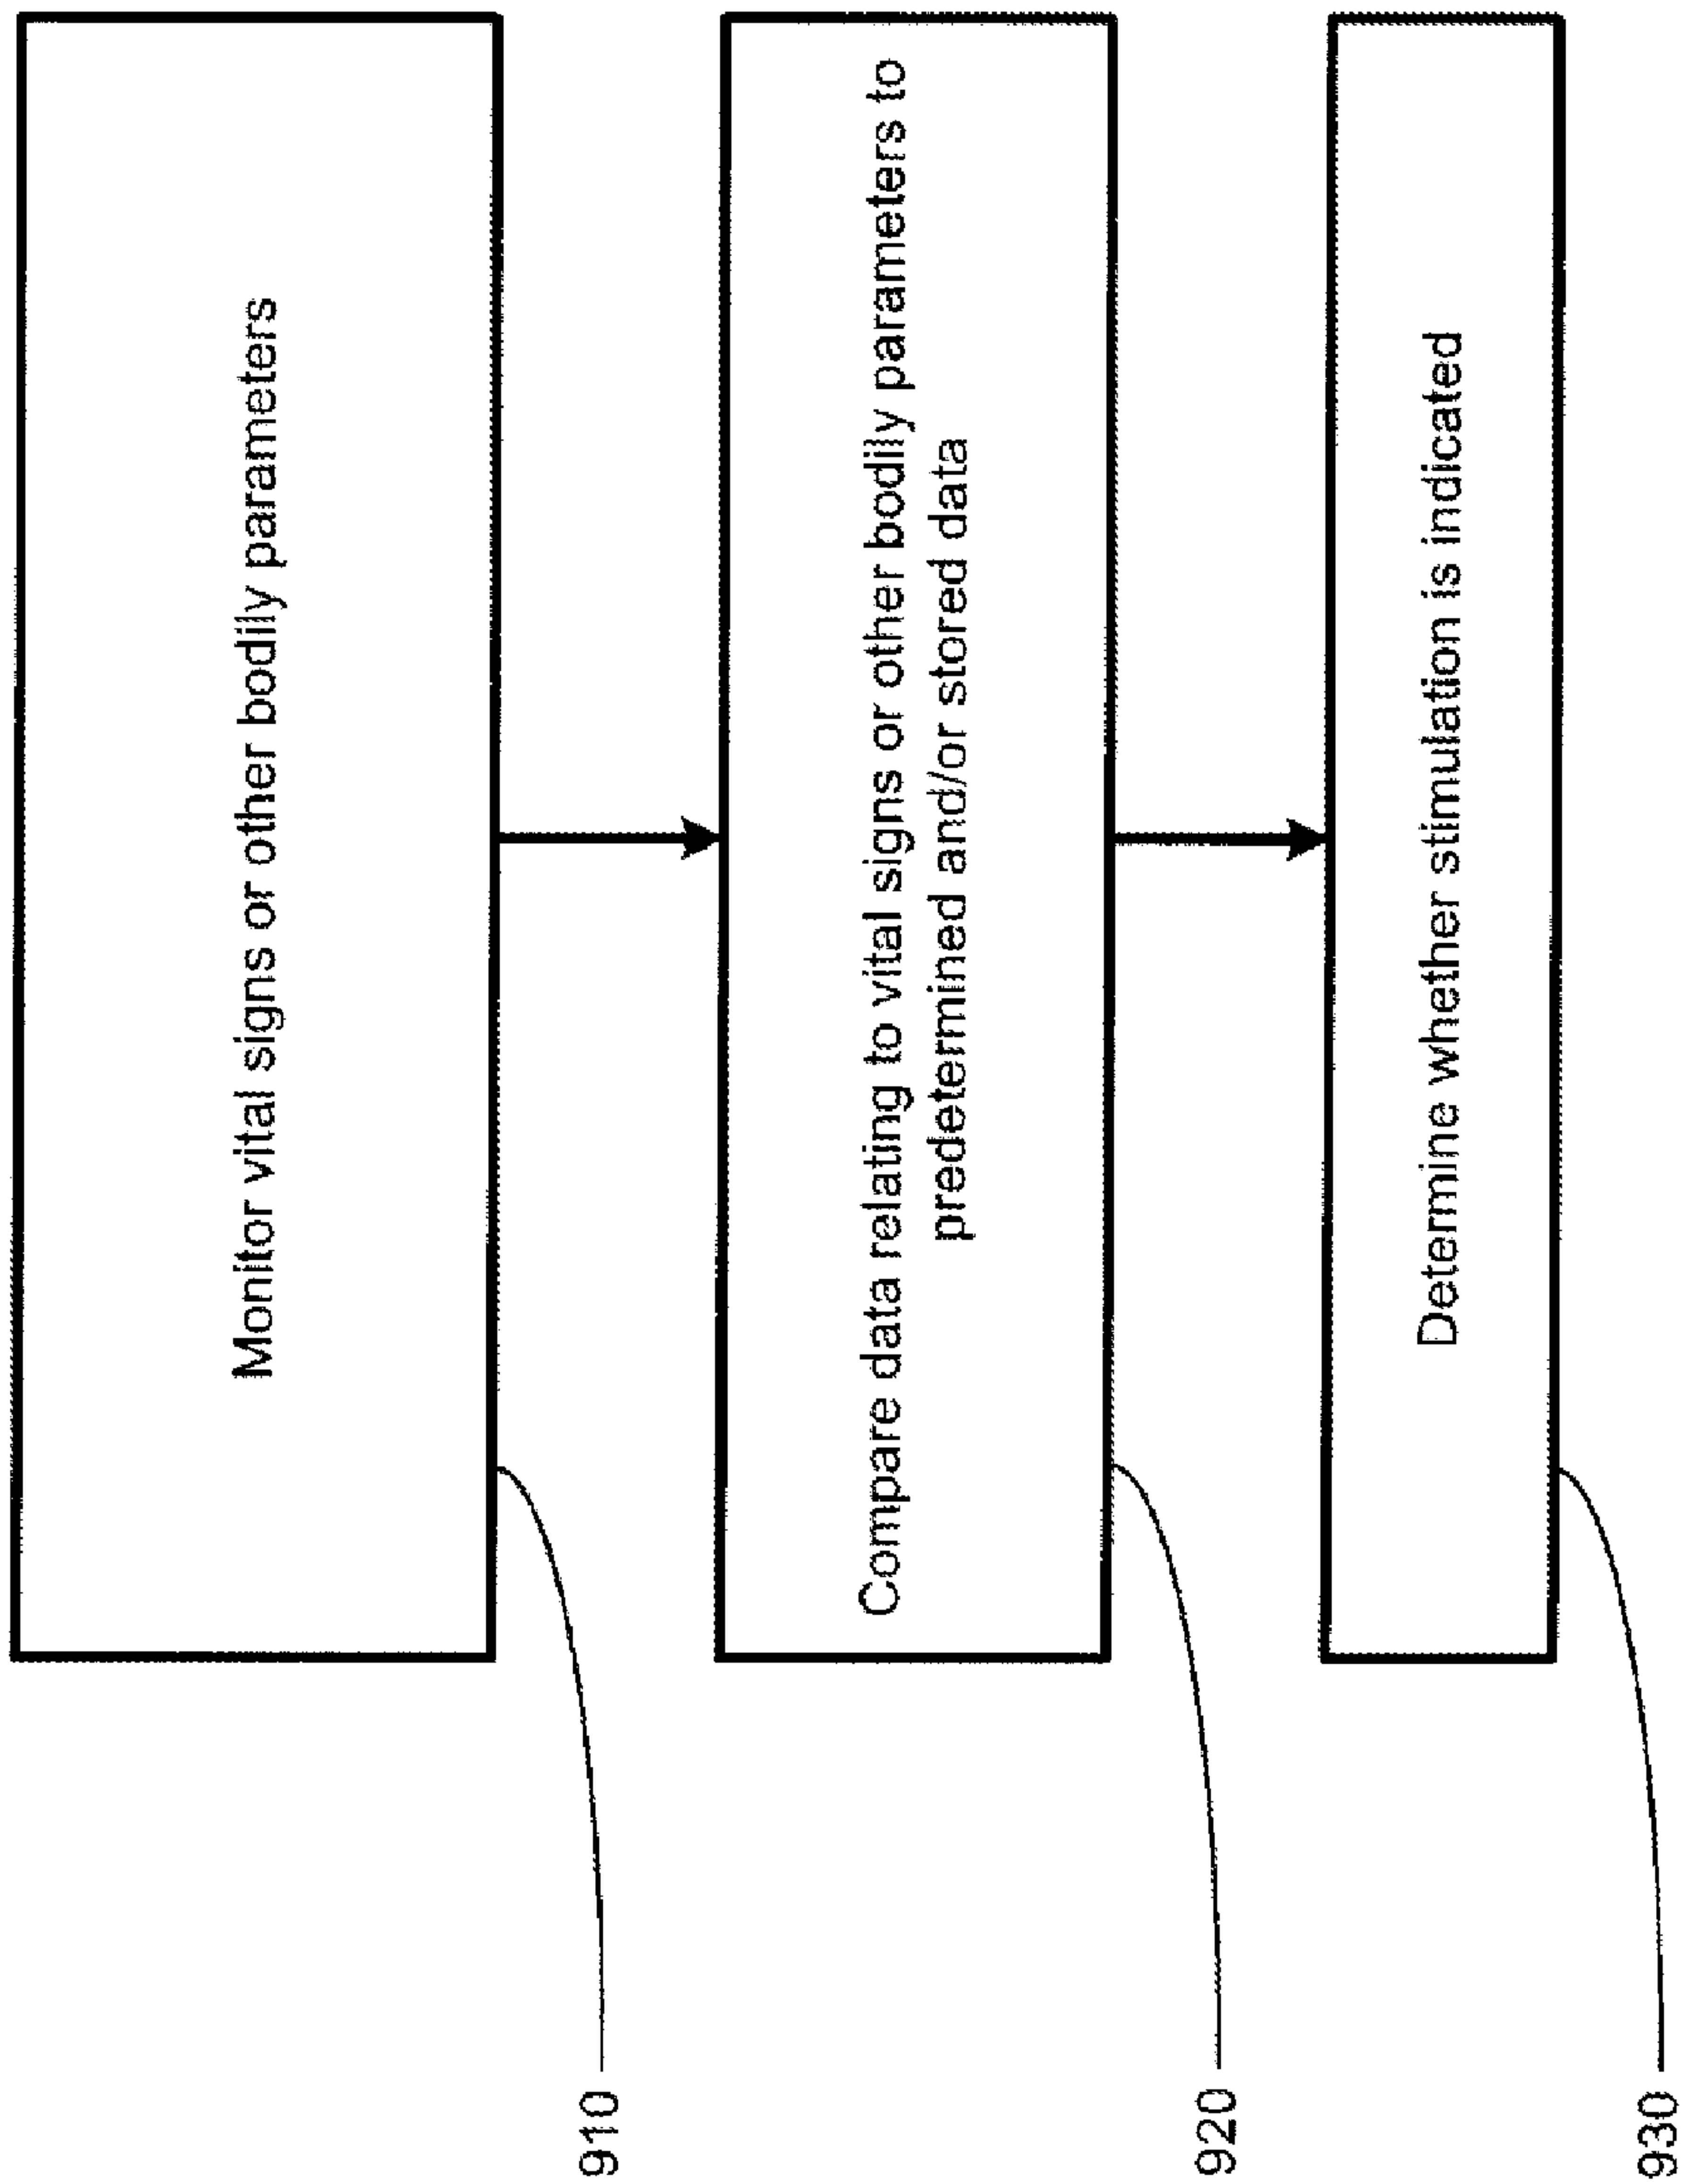 910
Monitor vital signs or other bodily parameters
920
Compare data relating to vital signs or other bodily parameters to
predetermined and/or stored data
930
Determine whether stimulation is indicated